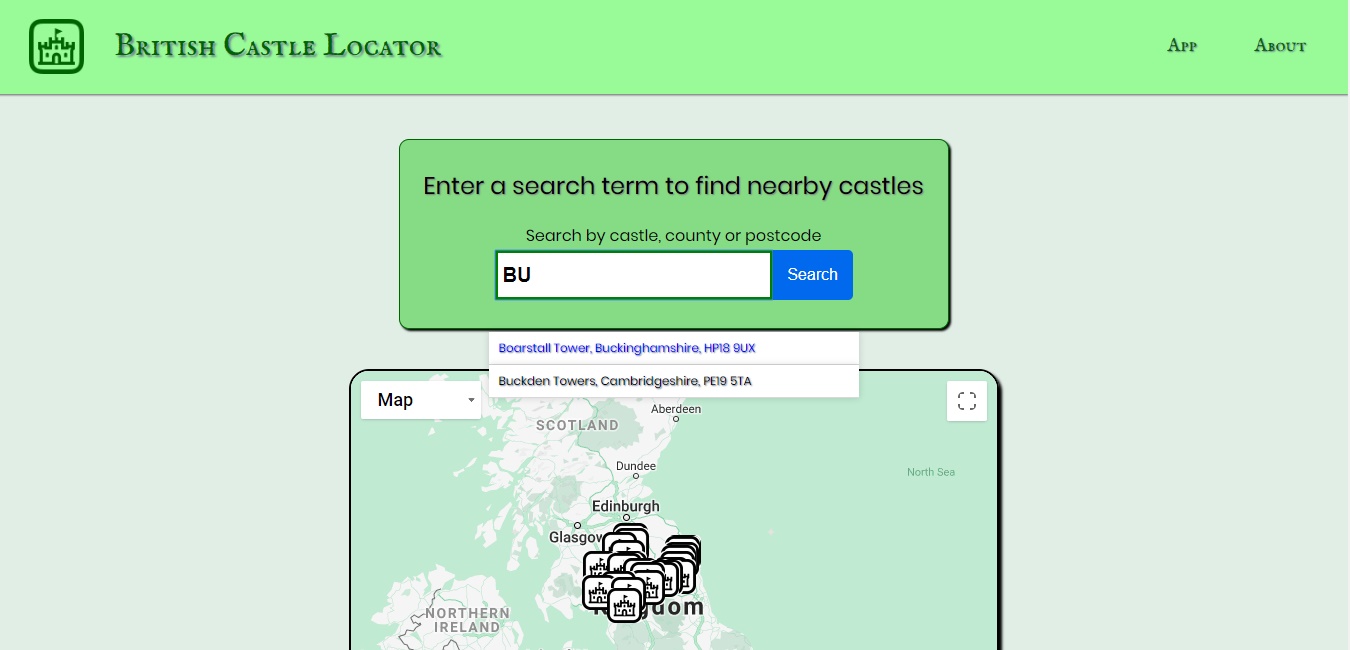 British Castle Locator
App
About
Enter a search term to find nearby castles
Search by castle, county or postcode
BU
Search
Boarstall Tower, Buckinghamshire, HP18 9UX
Buckden Towers, Cambridgeshire, PE19 5TA
Map
Aberdeen
SCOTLAND
Dundee
North Sea
Edinburgh
Glasgow
NORTHERN
IRELAND